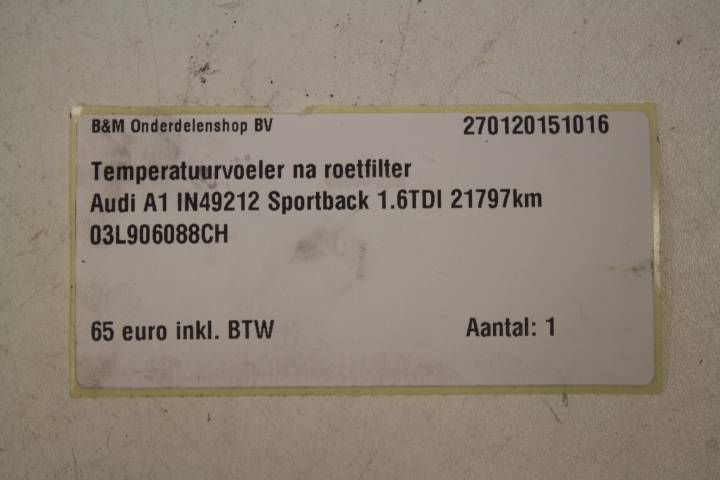 B&M Onderdelenshop BV 270120151016
Temperatuurvoeler na roetfilter
Audi A1 IN49212 Sportback 1.6TDI 21797km
03L906088CH
65 euro inkl. BTW Aantal: 1